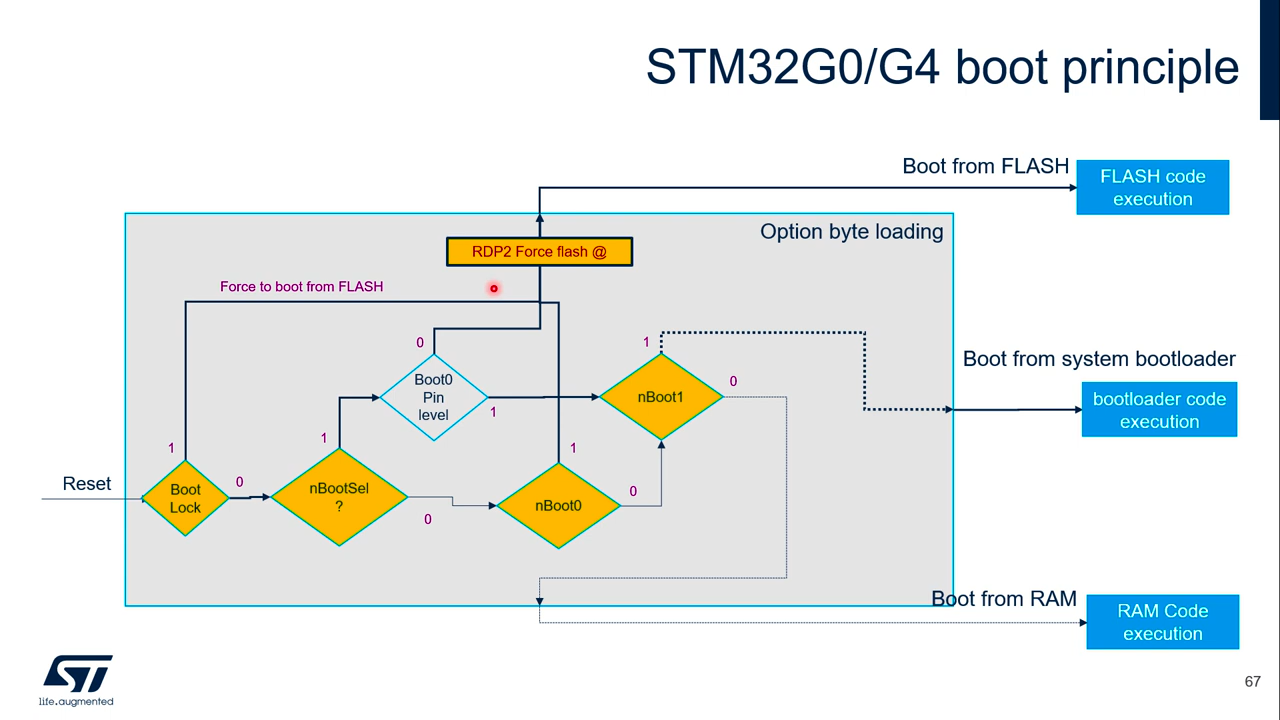 STM32G0/G4 boot principle
Boot from FLASH
FLASH code
execution
Option byte loading
RDP2 Force flash @
Force to boot from FLASH
0
Boot0
Pin
level
1
1
nBoot1
0
Boot from system bootloader
bootloader code
execution
Reset
1
Boot
Lock
0
1
nBootSel
?
0
1
nBoot0
0
Boot from RAM
RAM Code
execution
ST
life.augmented
67